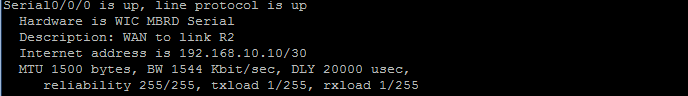 Serial0/0/0 is up, line protocol is up
Hardware is WIC MBRD Serial
Description: WAN to link R2
Internet address is 192.168.10.10/30
MTU 1500 bytes, BW 1544 Kbit/sec, DLY 20000 usec,
reliability 255/255, txload 1/255, rxload 1/255